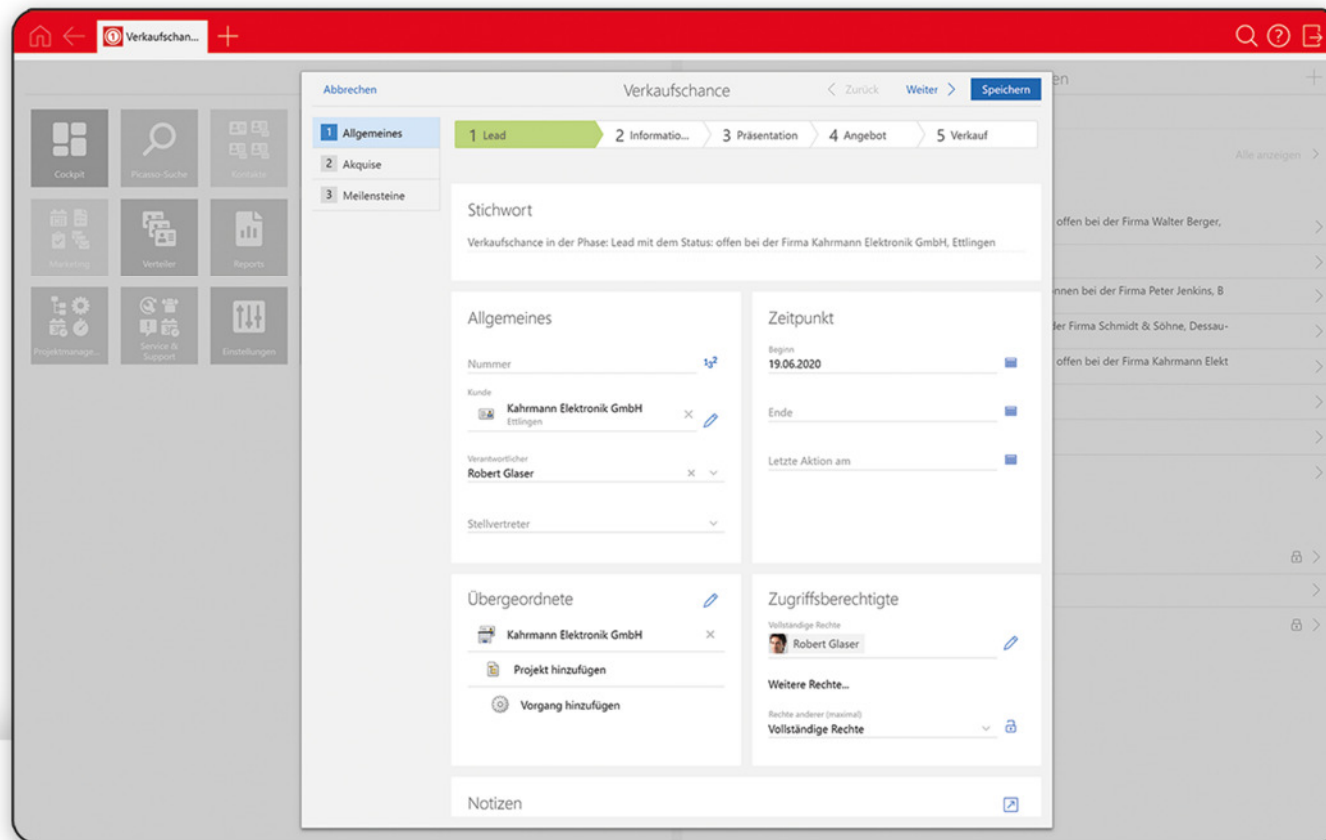 Verkaufschan...
en
Alle anzeigen
Cockpit
Picasso-Suche
Kontakte
Marketing
Verteiler
Reports
Projektmanage...
Service & Support
Einstellungen
offen bei der Firma Walter Berger,
nnen bei der Firma Peter Jenkins, B
der Firma Schmidt & Söhne, Dessau-
offen bei der Firma Kahrmann Elekt
Abbrechen
Verkaufschance
Zurück
Weiter
Speichern
1 Allgemeines
2 Akquise
3 Meilensteine
1 Lead
2 Informatio...
3 Präsentation
4 Angebot
5 Verkauf
Stichwort
Verkaufschance in der Phase: Lead mit dem Status: offen bei der Firma Kahrmann Elektronik GmbH, Ettlingen
Allgemeines
Nummer
Kunde
Kahrmann Elektronik GmbH
Ettlingen
Verantwortlicher
Robert Glaser
Stellvertreter
Zeitpunkt
Beginn
19.06.2020
Ende
Letzte Aktion am
Übergeordnete
Kahrmann Elektronik GmbH
Projekt hinzufügen
Vorgang hinzufügen
Zugriffsberechtigte
Vollständige Rechte
Robert Glaser
Weitere Rechte...
Rechte anderer (maximal)
Vollständige Rechte
Notizen